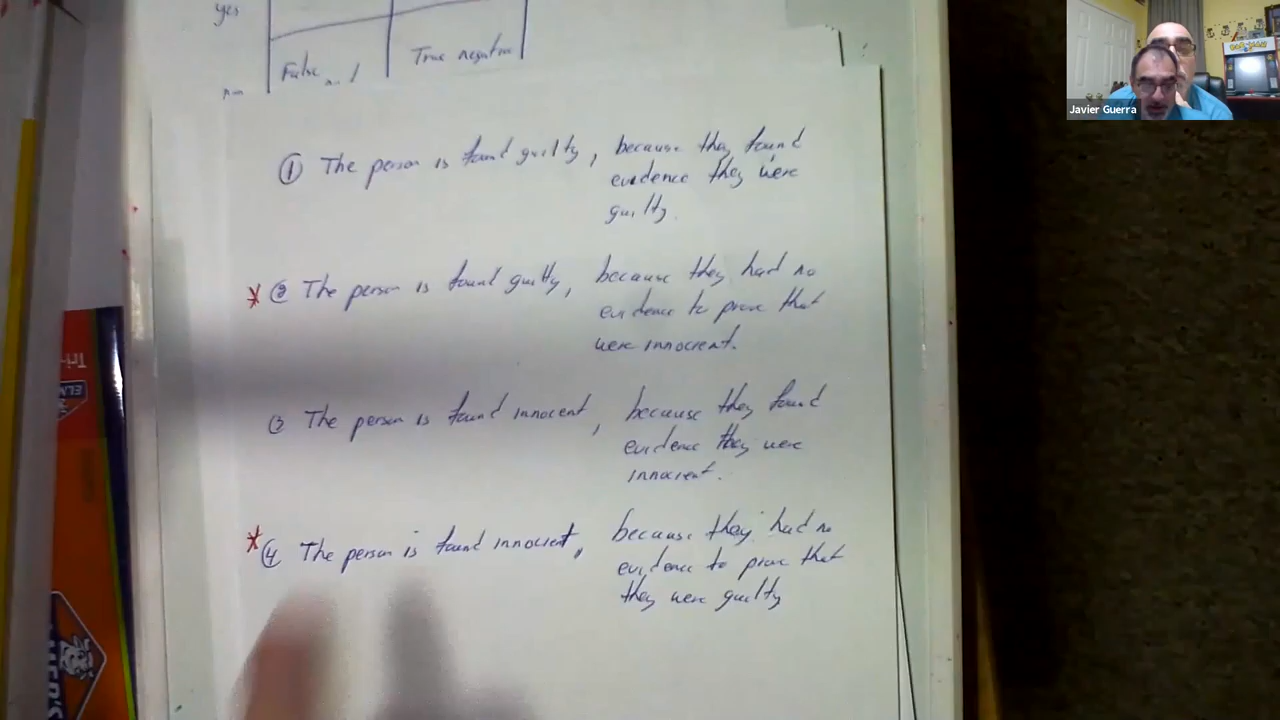 yes
False
True negative
① The person is found guilty, because they found
evidence they were
guilty.
* ② The person is found guilty, because they had no
evidence to prove that
were innocent.
③ The person is found innocent, because they found
evidence they were
innocent.
* ④ The person is found innocent, because they had no
evidence to prove that
they were guilty
Javier Guerra